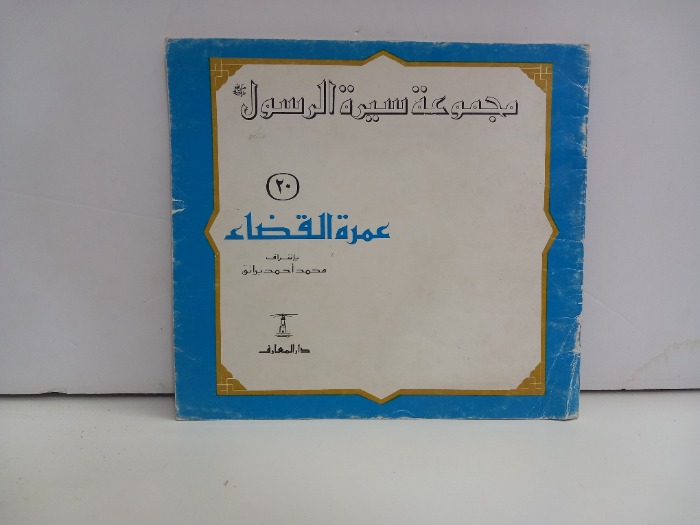 مجموعة سيرة الرسول ﷺ
٢٠
عمرة القضاء
بإشراف
محمد أحمد برانق
دار المعارف